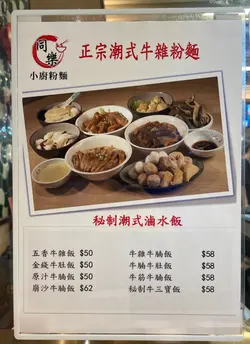 同樂
小廚粉麵
正宗潮式牛雜粉麵
秘制潮式滷水飯
五香牛雜飯 $50
金錢牛肚飯 $50
原汁牛腩飯 $50
崩沙牛腩飯 $62
牛雜牛腩飯 $58
牛腩牛肚飯 $58
牛筋牛腩飯 $58
秘制牛三寶飯 $58